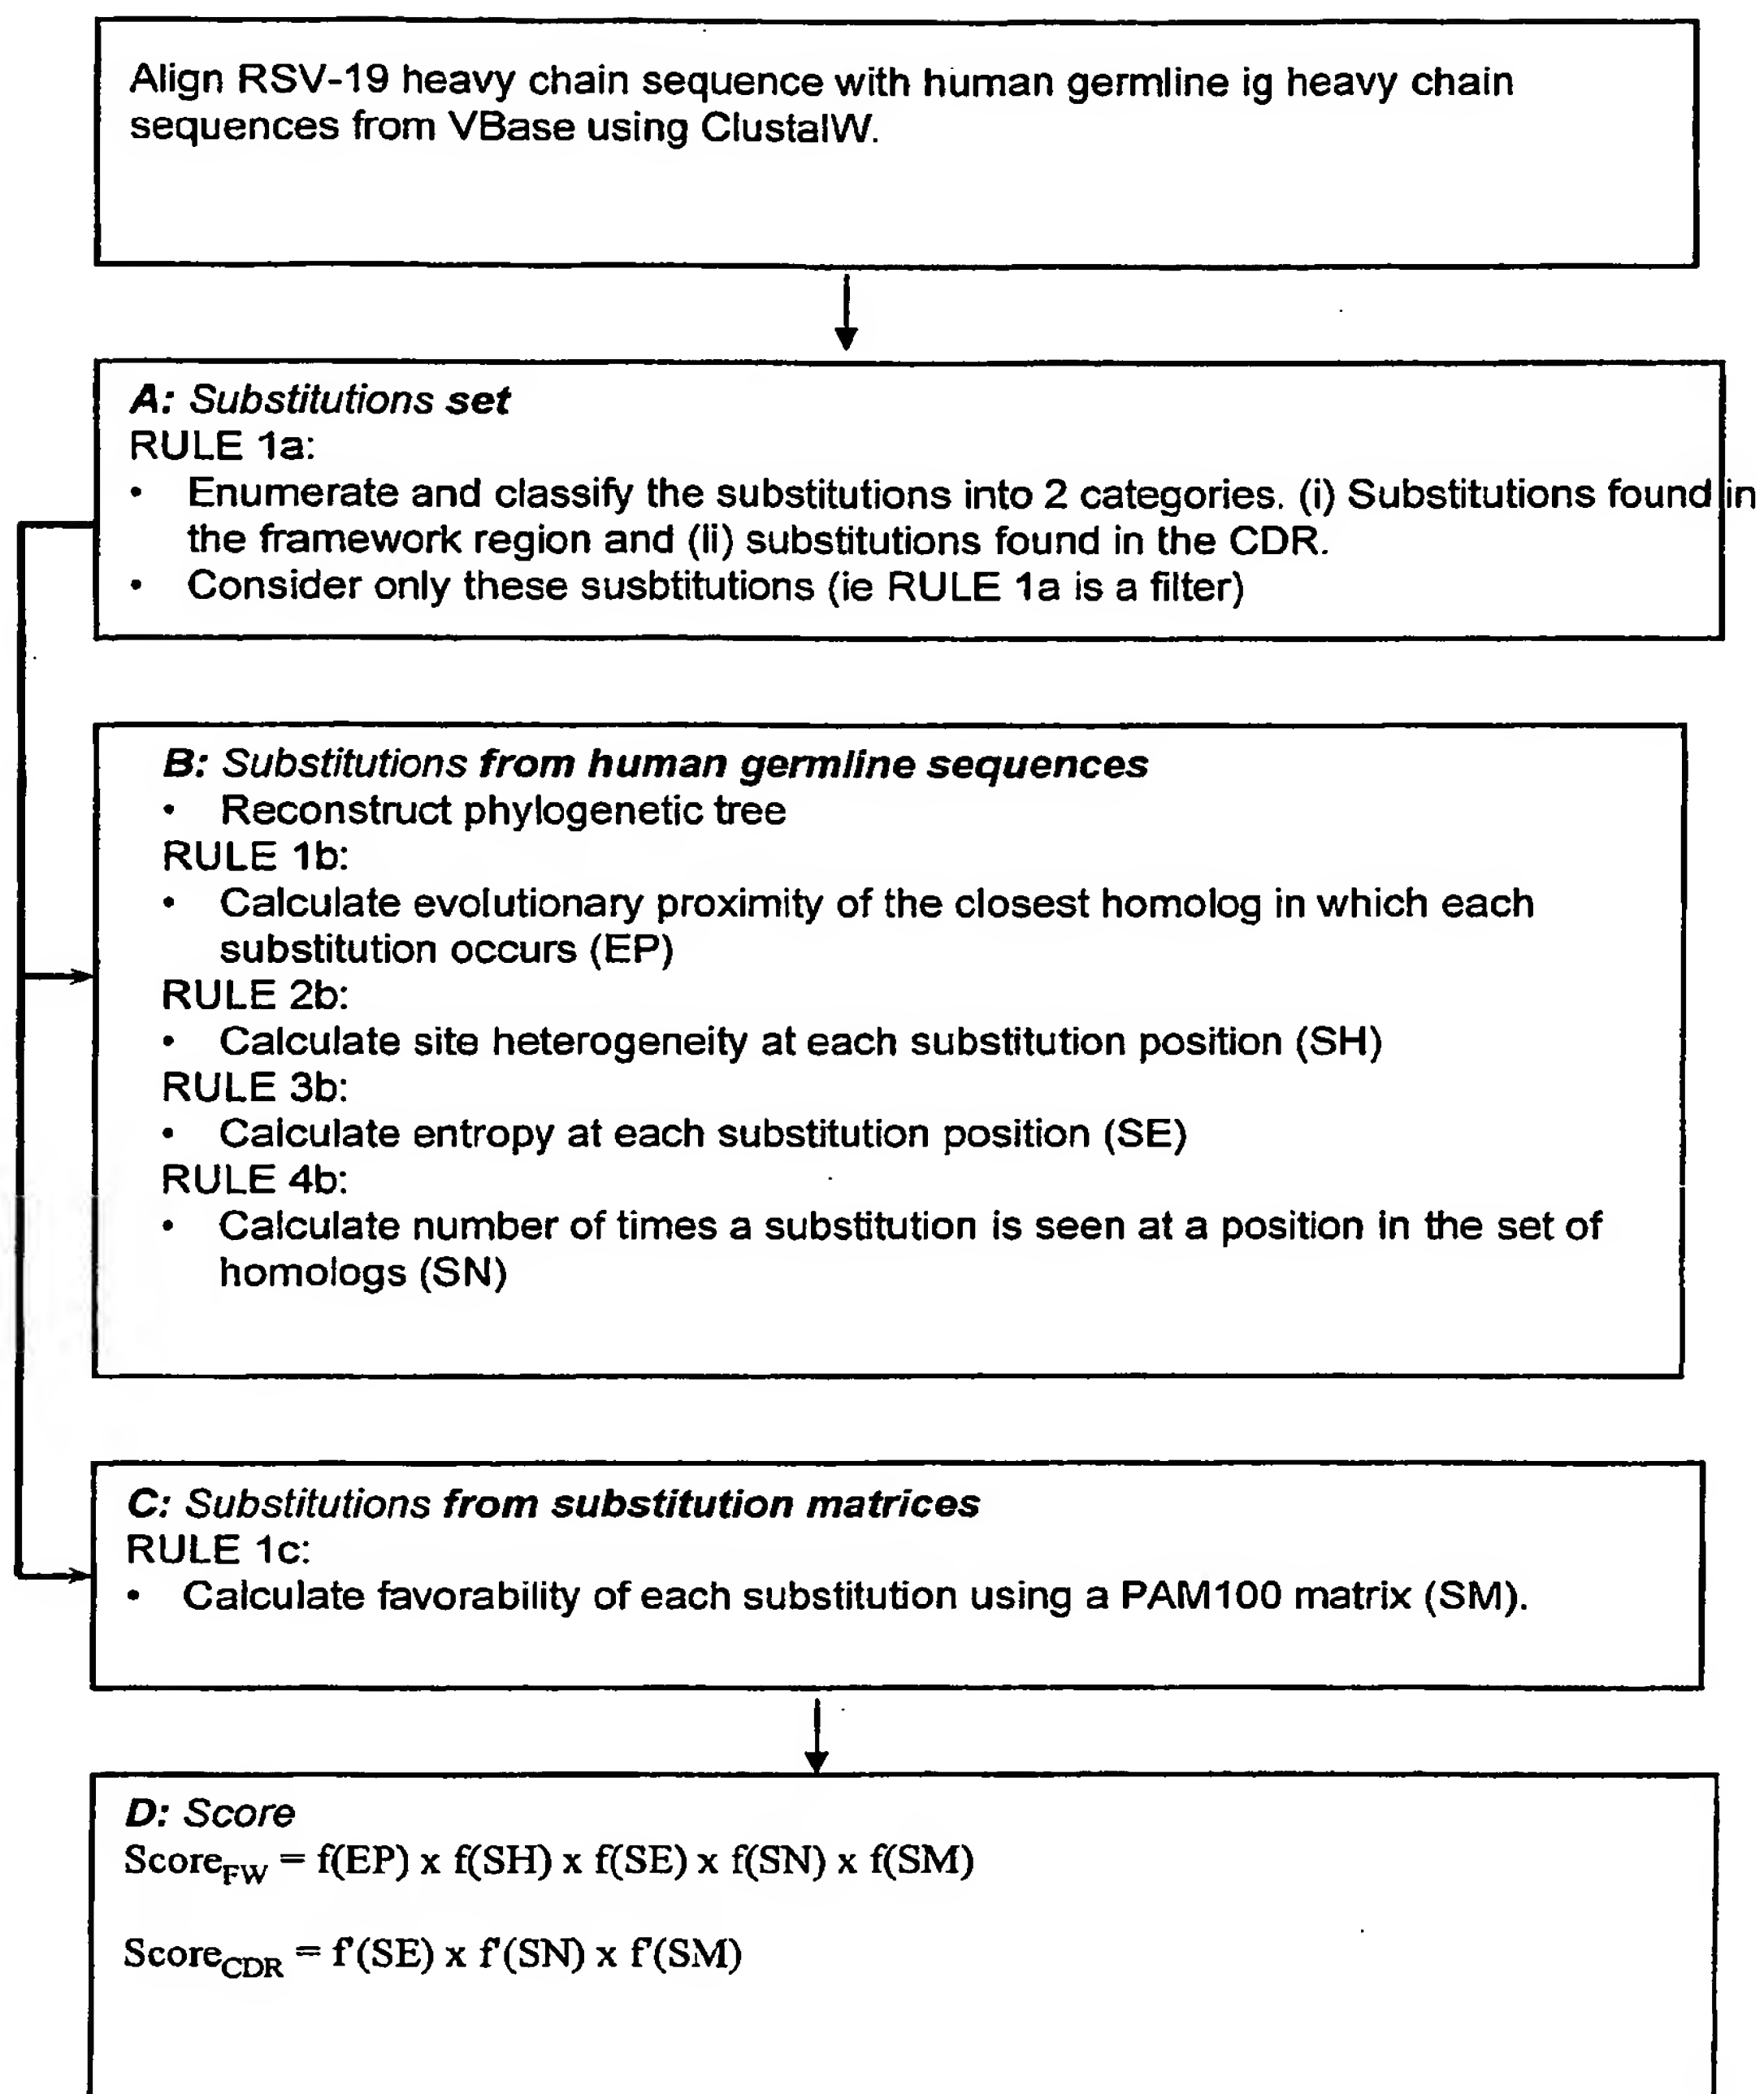 Align RSV-19 heavy chain sequence with human germline ig heavy chain
sequences from VBase using ClustalW.
A: Substitutions set
RULE 1a:
• Enumerate and classify the substitutions into 2 categories. (i) Substitutions found in
the framework region and (ii) substitutions found in the CDR.
• Consider only these susbtitutions (ie RULE 1a is a filter)
B: Substitutions from human germline sequences
• Reconstruct phylogenetic tree
RULE 1b:
• Calculate evolutionary proximity of the closest homolog in which each
substitution occurs (EP)
RULE 2b:
• Calculate site heterogeneity at each substitution position (SH)
RULE 3b:
• Calculate entropy at each substitution position (SE)
RULE 4b:
• Calculate number of times a substitution is seen at a position in the set of
homologs (SN)
C: Substitutions from substitution matrices
RULE 1c:
• Calculate favorability of each substitution using a PAM100 matrix (SM).
D: Score
Score_FW = f(EP) x f(SH) x f(SE) x f(SN) x f(SM)
Score_CDR = f'(SE) x f'(SN) x f'(SM)